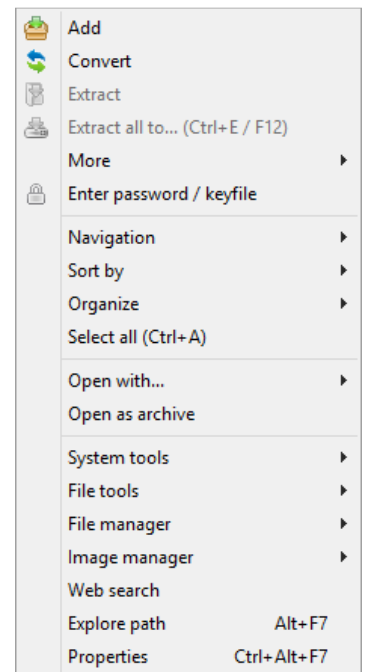 Add
Convert
Extract
Extract all to... (Ctrl+E / F12)
More
Enter password / keyfile
Navigation
Sort by
Organize
Select all (Ctrl+A)
Open with...
Open as archive
System tools
File tools
File manager
Image manager
Web search
Explore path Alt+F7
Properties Ctrl+Alt+F7